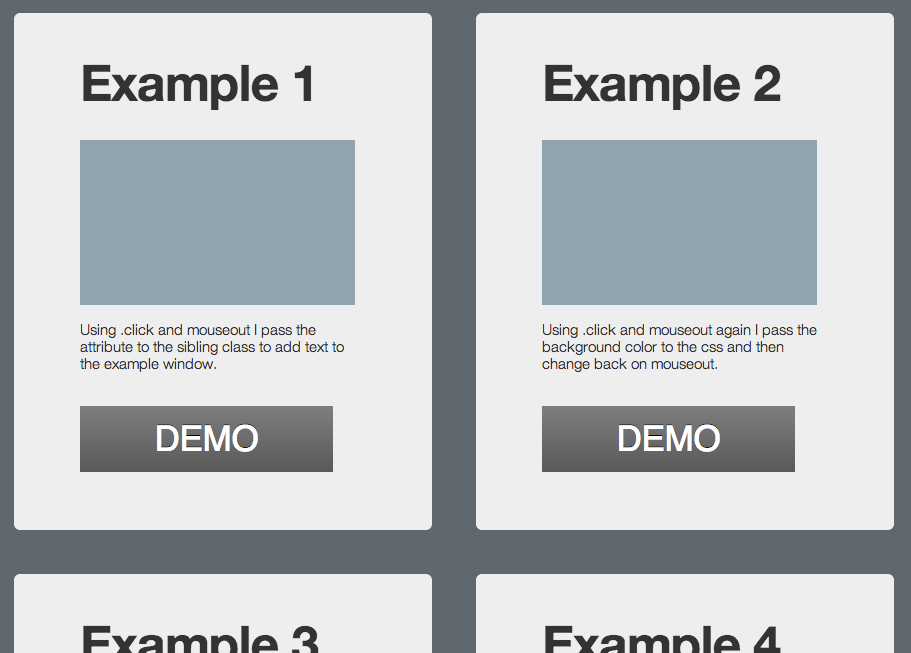 Example 1
Using .click and mouseout I pass the
attribute to the sibling class to add text to
the example window.
DEMO
Example 2
Using .click and mouseout again I pass the
background color to the css and then
change back on mouseout.
DEMO
Example 3
Example 4